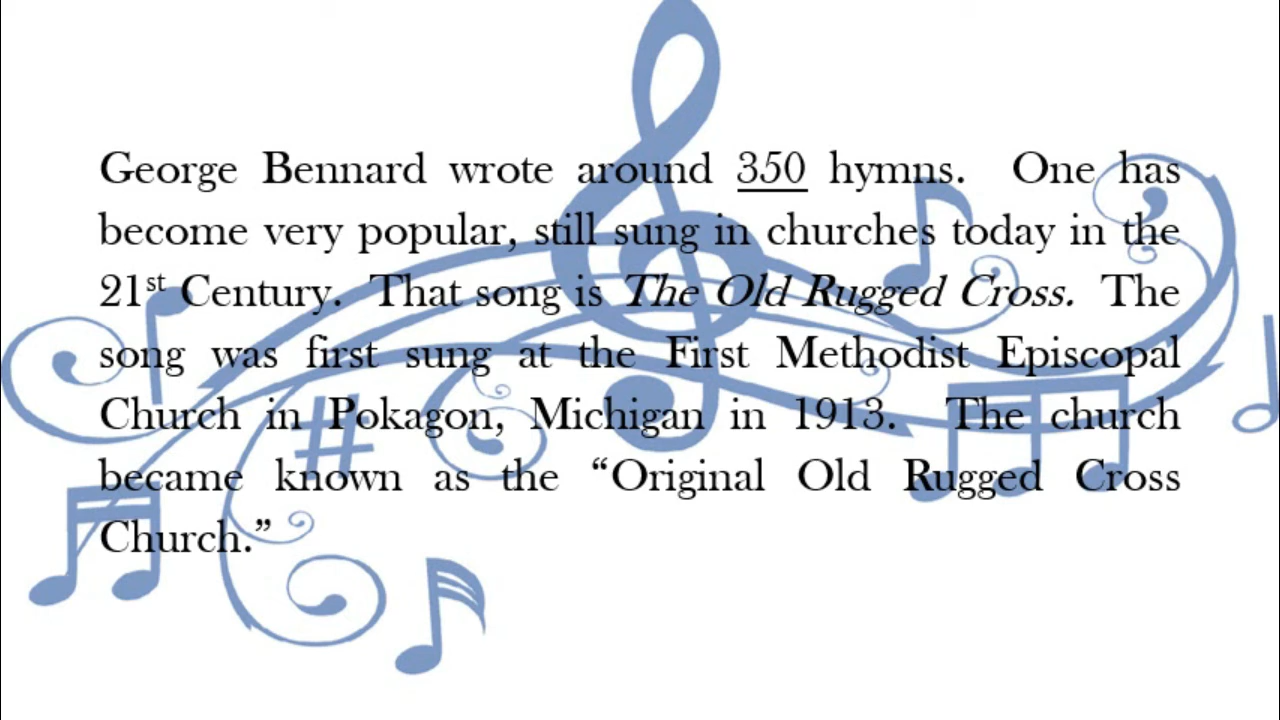 George Bennard wrote around 350 hymns. One has
become very popular, still sung in churches today in the
21st Century. That song is The Old Rugged Cross. The
song was first sung at the First Methodist Episcopal
Church in Pokagon, Michigan in 1913. The church
became known as the “Original Old Rugged Cross
Church.”